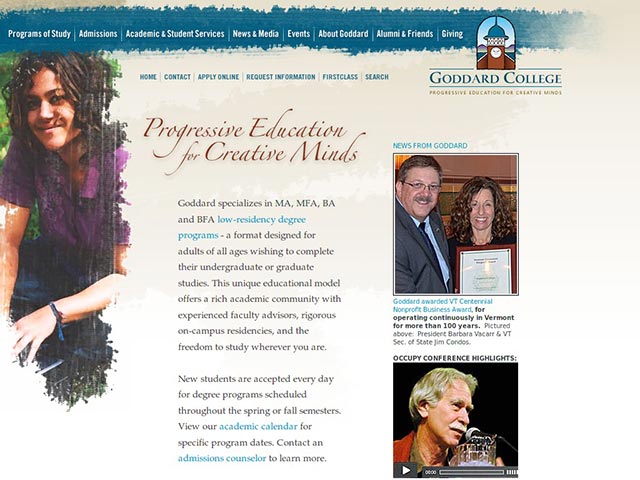 Programs of Study | Admissions | Academic & Student Services | News & Media | Events | About Goddard | Alumni & Friends | Giving
HOME | CONTACT | APPLY ONLINE | REQUEST INFORMATION | FIRSTCLASS | SEARCH
GODDARD COLLEGE
PROGRESSIVE EDUCATION FOR CREATIVE MINDS
Progressive Education
for Creative Minds
Goddard specializes in MA, MFA, BA
and BFA low-residency degree
programs - a format designed for
adults of all ages wishing to complete
their undergraduate or graduate
studies. This unique educational model
offers a rich academic community with
experienced faculty advisors, rigorous
on-campus residencies, and the
freedom to study wherever you are.
New students are accepted every day
for degree programs scheduled
throughout the spring or fall semesters.
View our academic calendar for
specific program dates. Contact an
admissions counselor to learn more.
NEWS FROM GODDARD
Goddard awarded VT Centennial
Nonprofit Business Award, for
operating continuously in Vermont
for more than 100 years. Pictured
above: President Barbara Vacarr & VT
Sec. of State Jim Condos.
OCCUPY CONFERENCE HIGHLIGHTS:
00:00